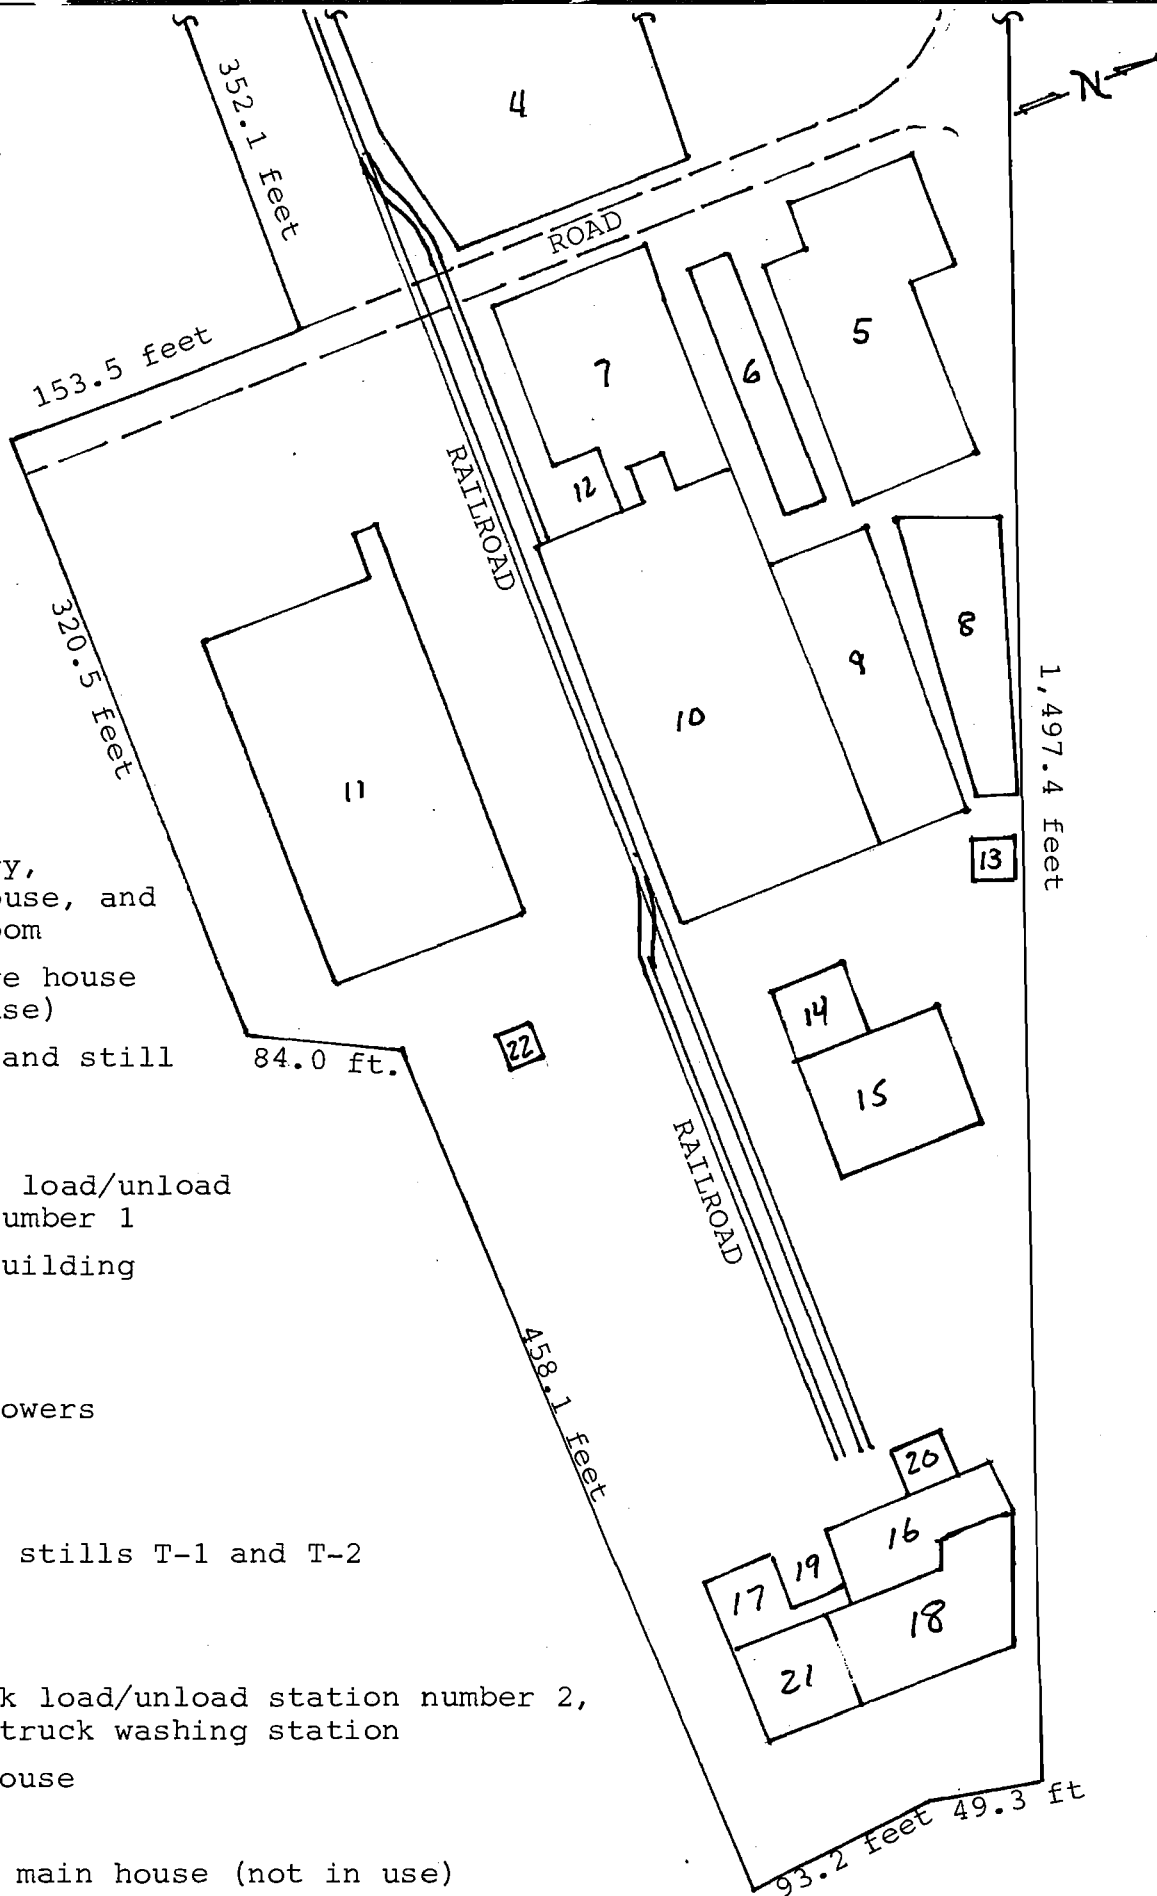 352.1 feet
4
N
ROAD
5
153.5 feet
7
6
12
RAILROAD
8
320.5 feet
9
10
1,497.4 feet
11
13
y,
ouse, and
oom
e house
se)
14
and still
84.0 ft.
22
15
load/unload
umber 1
RAILROAD
uilding
458.1 feet
owers
20
16
stills T-1 and T-2
19
17
18
21
k load/unload station number 2,
truck washing station
ouse
49.3 ft
93.2 feet
main house (not in use)